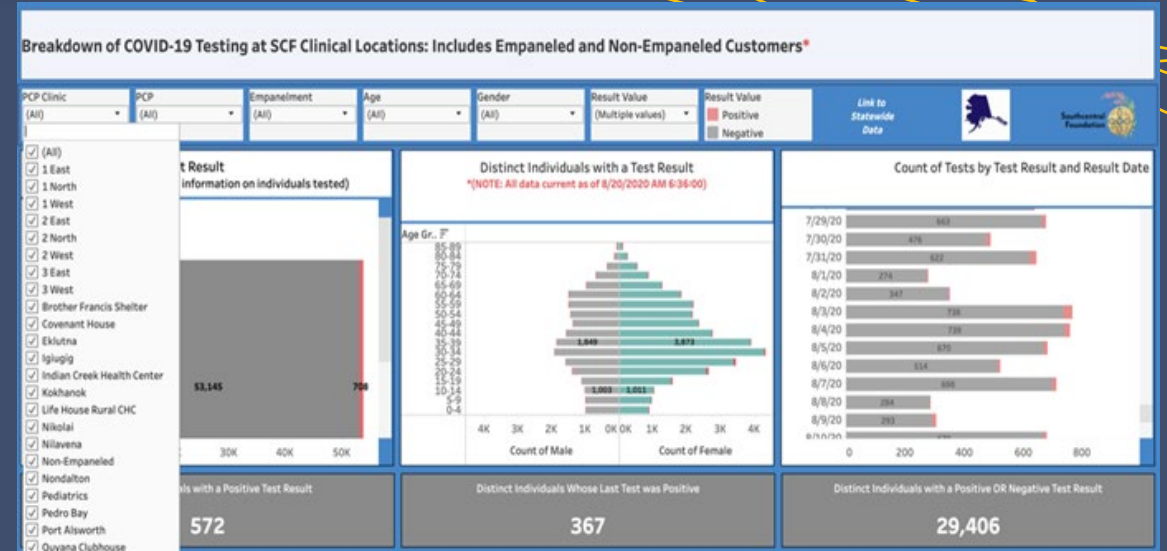 Breakdown of COVID-19 Testing at SCF Clinical Locations: Includes Empaneled and Non-Empaneled Customers*
PCP Clinic PCP Empanelment Age Gender Result Value Result Value
(All) (All) (All) (All) (All) (Multiple values) Positive
Negative
Link to
Statewide
Data
Southcentral
Foundation
(All)
1 East
1 North
1 West
2 East
2 North
2 West
3 East
3 West
Brother Francis Shelter
Covenant House
Eklutna
Igiugig
Indian Creek Health Center
Kokhanok
Life House Rural CHC
Nikolai
Nilavena
Non-Empaneled
Nondalton
Pediatrics
Pedro Bay
Port Alsworth
Quyana Clubhouse
t Result
information on individuals tested)
53,145 708
30K 40K 50K
Distinct Individuals with a Test Result
*(NOTE: All data current as of 8/20/2020 AM 6:36:00)
Age Gr..
85-89
80-84
75-79
70-74
65-69
60-64
55-59
50-54
45-49
40-44
35-39
30-34
25-29
20-24
15-19
10-14
5-9
0-4
1,849 3,873
1,003 1,011
4K 3K 2K 1K 0K 0K 1K 2K 3K 4K
Count of Male Count of Female
Count of Tests by Test Result and Result Date
7/29/20 663
7/30/20 476
7/31/20 622
8/1/20 274
8/2/20 347
8/3/20
8/4/20 739
8/5/20 670
8/6/20 514
8/7/20
8/8/20 284
8/9/20 293
8/10/20
0 200 400 600 800
ls with a Positive Test Result
572
Distinct Individuals Whose Last Test was Positive
367
Distinct Individuals with a Positive OR Negative Test Result
29,406